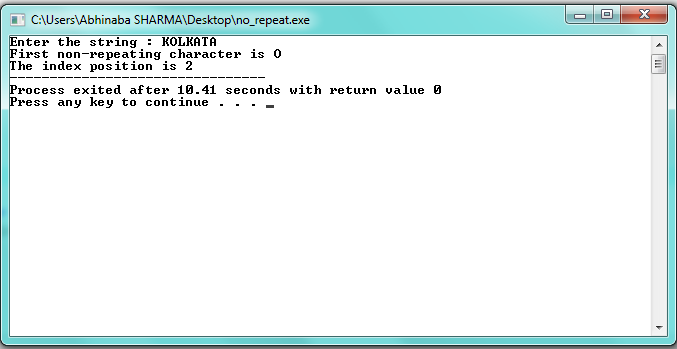 C:\Users\Abhinaba SHARMA\Desktop\no_repeat.exe
Enter the string : KOLKATA
First non-repeating character is O
The index position is 2
--------------------------------
Process exited after 10.41 seconds with return value 0
Press any key to continue . . . _